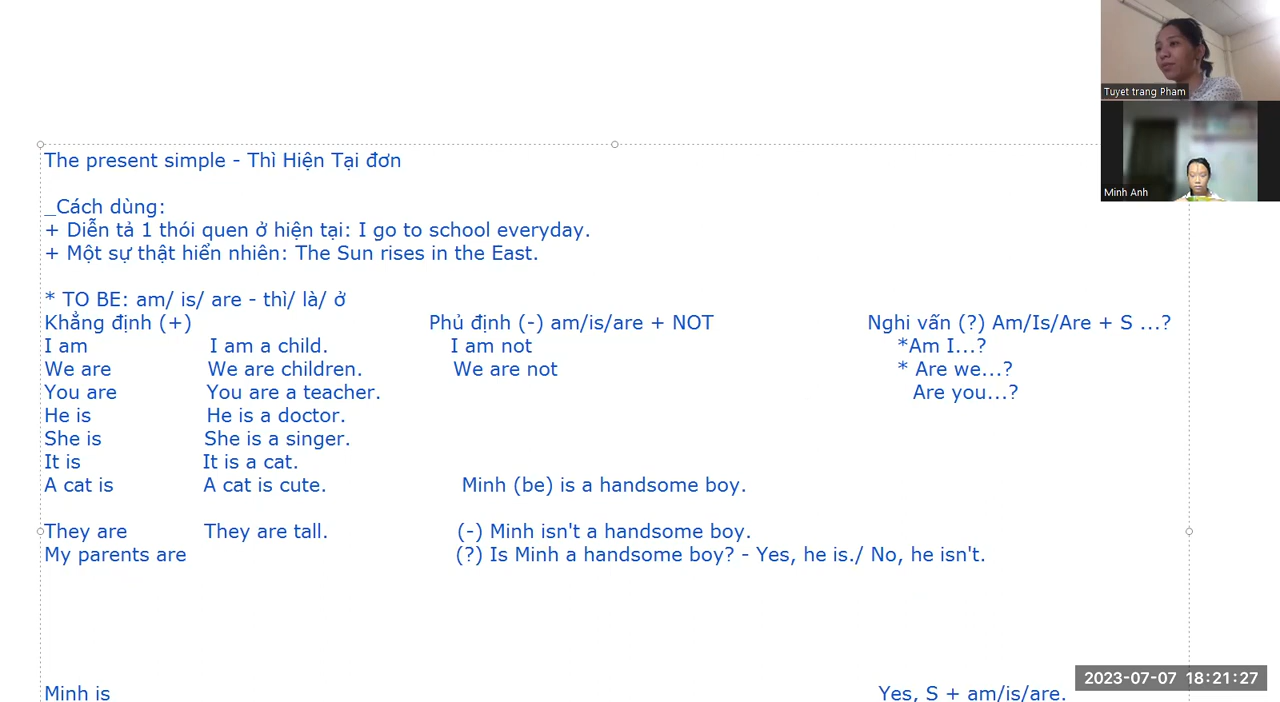 Tuyet trang Pham
Minh Anh
The present simple - Thì Hiện Tại đơn
_Cách dùng:
+ Diễn tả 1 thói quen ở hiện tại: I go to school everyday.
+ Một sự thật hiển nhiên: The Sun rises in the East.
* TO BE: am/ is/ are - thì/ là/ ở
Khẳng định (+) Phủ định (-) am/is/are + NOT Nghi vấn (?) Am/Is/Are + S ...?
I am I am a child. I am not *Am I...?
We are We are children. We are not * Are we...?
You are You are a teacher. Are you...?
He is He is a doctor.
She is She is a singer.
It is It is a cat.
A cat is A cat is cute. Minh (be) is a handsome boy.
They are They are tall. (-) Minh isn't a handsome boy.
My parents are (?) Is Minh a handsome boy? - Yes, he is./ No, he isn't.
2023-07-07 18:21:27
Minh is Yes, S + am/is/are.